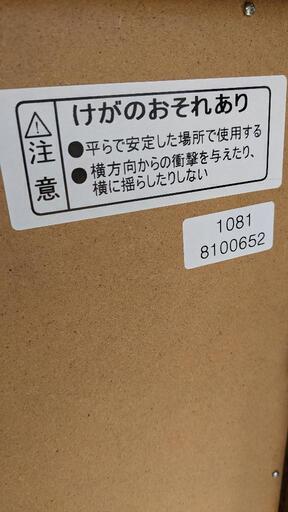 ⚠注意
けがのおそれあり
●平らで安定した場所で使用する
●横方向からの衝撃を与えたり、
横に揺らしたりしない
1081
8100652